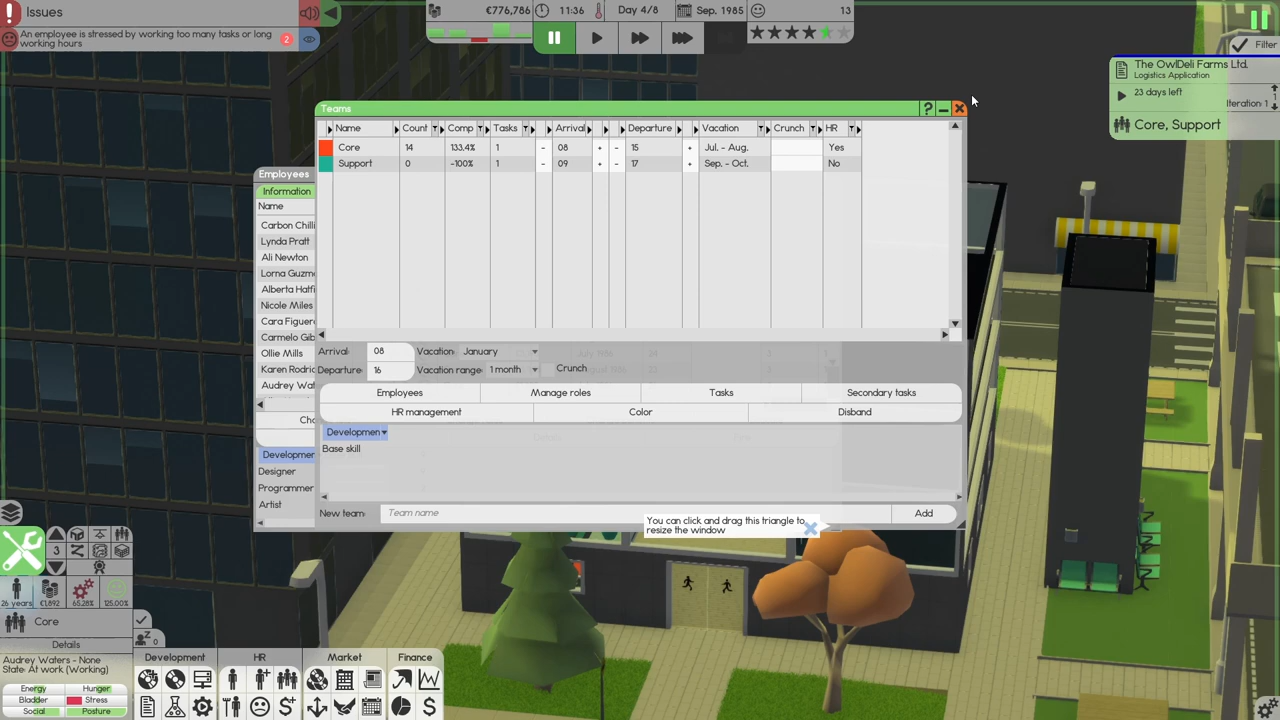 Issues
An employee is stressed by working too many tasks or long
working hours
2
€776,786
11:36
Day 4/8
Sep. 1985
13
Filter
The OwlDeli Farms Ltd.
Logistics Application
23 days left
1
Iteration 1
Core, Support
Teams
?
Name
Count
Comp
Tasks
Arrival
Departure
Vacation
Crunch
HR
Core
14
133.4%
1
-
08
+
-
15
+
Jul. - Aug.
Yes
Support
0
-100%
1
-
09
+
-
17
+
Sep. - Oct.
No
Employees
Information
Name
Carbon Chilli
Lynda Pratt
Ali Newton
Lorna Guzm
Alberta Hatfi
Nicole Miles
Cara Figuer
Carmelo Gib
Ollie Mills
Karen Rodric
Audrey Wat
Cha
Developmen
Designer
Programmer
Artist
Arrival
08
Vacation
January
Departure
16
Vacation range
1 month
Crunch
Employees
Manage roles
Tasks
Secondary tasks
HR management
Color
Disband
Developmen
Base skill
New team
Team name
Add
You can click and drag this triangle to
resize the window
3
26 years
€1,892
65.28%
125.00%
Core
Z 0
Details
Audrey Waters - None
State: At work (Working)
Energy
Hunger
Bladder
Stress
Social
Posture
Development
HR
Market
Finance